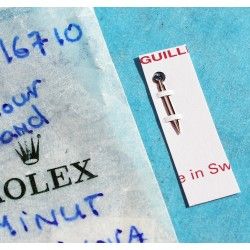 16710
our
and
ROLEX
MINUT
GUILL
e in Sw